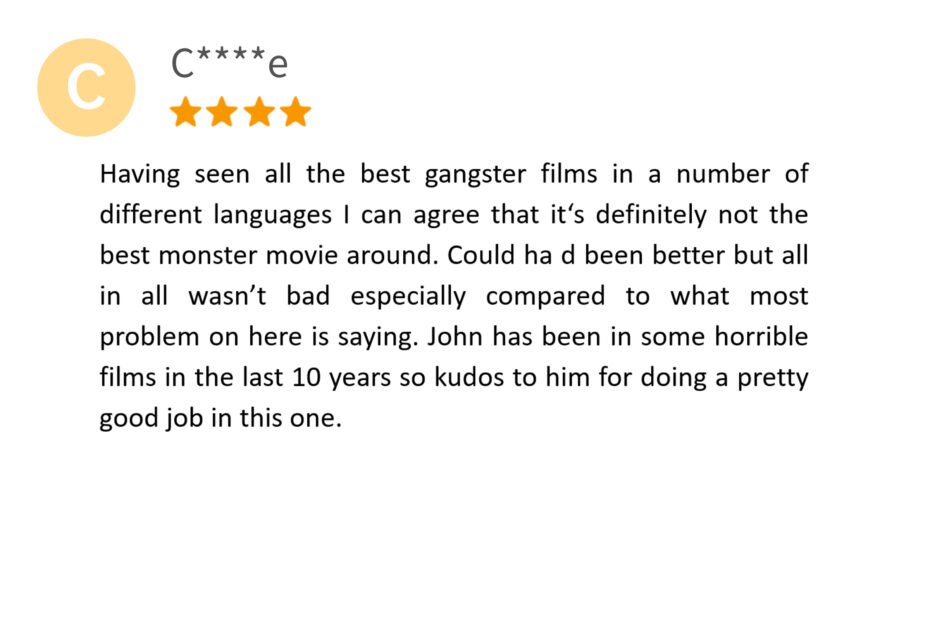 C
C****e
Having seen all the best gangster films in a number of
different languages I can agree that it‘s definitely not the
best monster movie around. Could ha d been better but all
in all wasn’t bad especially compared to what most
problem on here is saying. John has been in some horrible
films in the last 10 years so kudos to him for doing a pretty
good job in this one.